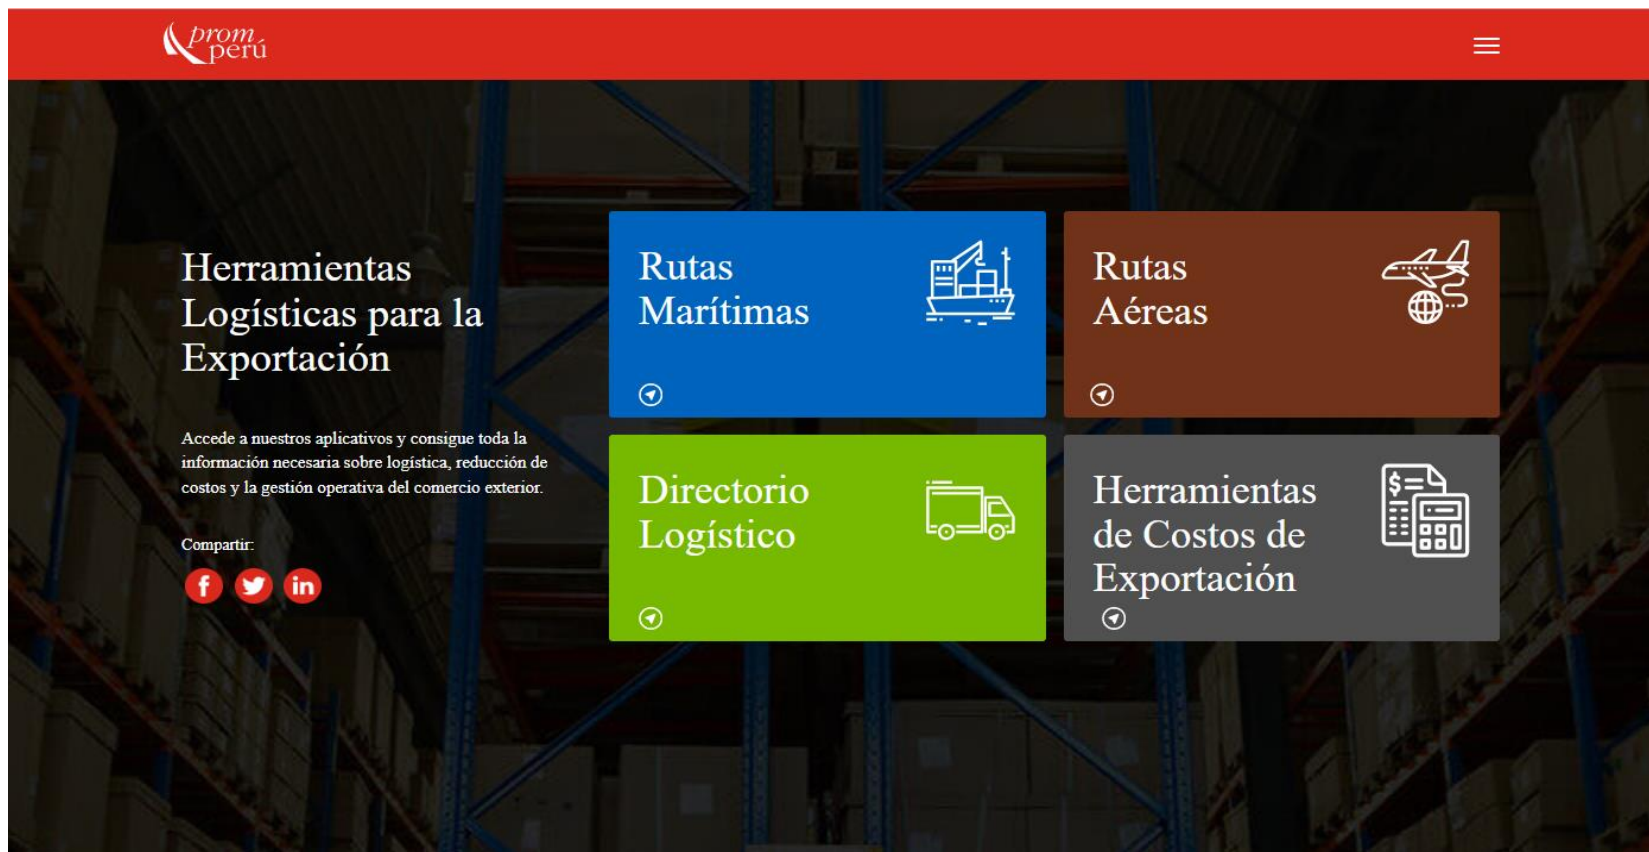 prom
perú
Herramientas
Logísticas para la
Exportación
Accede a nuestros aplicativos y consigue toda la
información necesaria sobre logística, reducción de
costos y la gestión operativa del comercio exterior.
Compartir:
f
in
Rutas
Marítimas
Rutas
Aéreas
Directorio
Logístico
Herramientas
de Costos de
Exportación
$